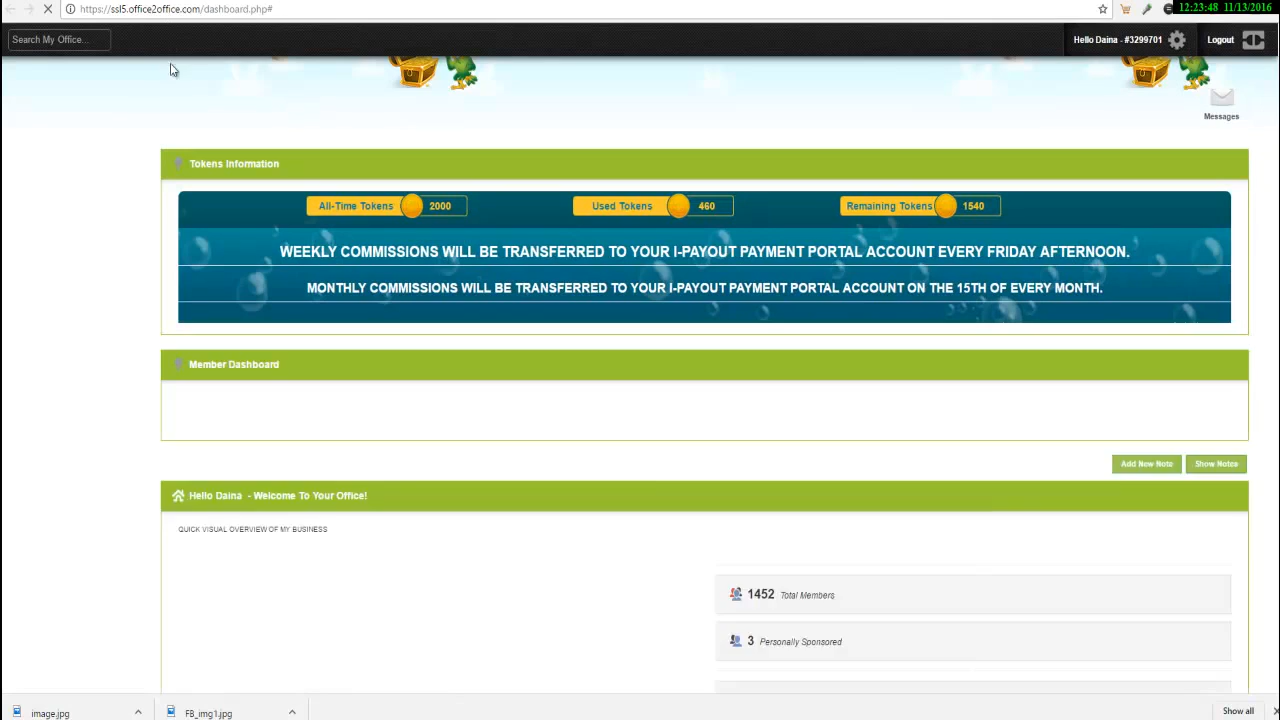 https://ssl5.office2office.com/dashboard.php#
12:23:48 11/13/2016
Search My Office...
Hello Daina - #3299701
Logout
Messages
Tokens Information
All-Time Tokens 2000
Used Tokens 460
Remaining Tokens 1540
WEEKLY COMMISSIONS WILL BE TRANSFERRED TO YOUR I-PAYOUT PAYMENT PORTAL ACCOUNT EVERY FRIDAY AFTERNOON.
MONTHLY COMMISSIONS WILL BE TRANSFERRED TO YOUR I-PAYOUT PAYMENT PORTAL ACCOUNT ON THE 15TH OF EVERY MONTH.
Member Dashboard
Add New Note
Show Notes
Hello Daina - Welcome To Your Office!
QUICK VISUAL OVERVIEW OF MY BUSINESS
1452 Total Members
3 Personally Sponsored
image.jpg
FB_img1.jpg
Show all